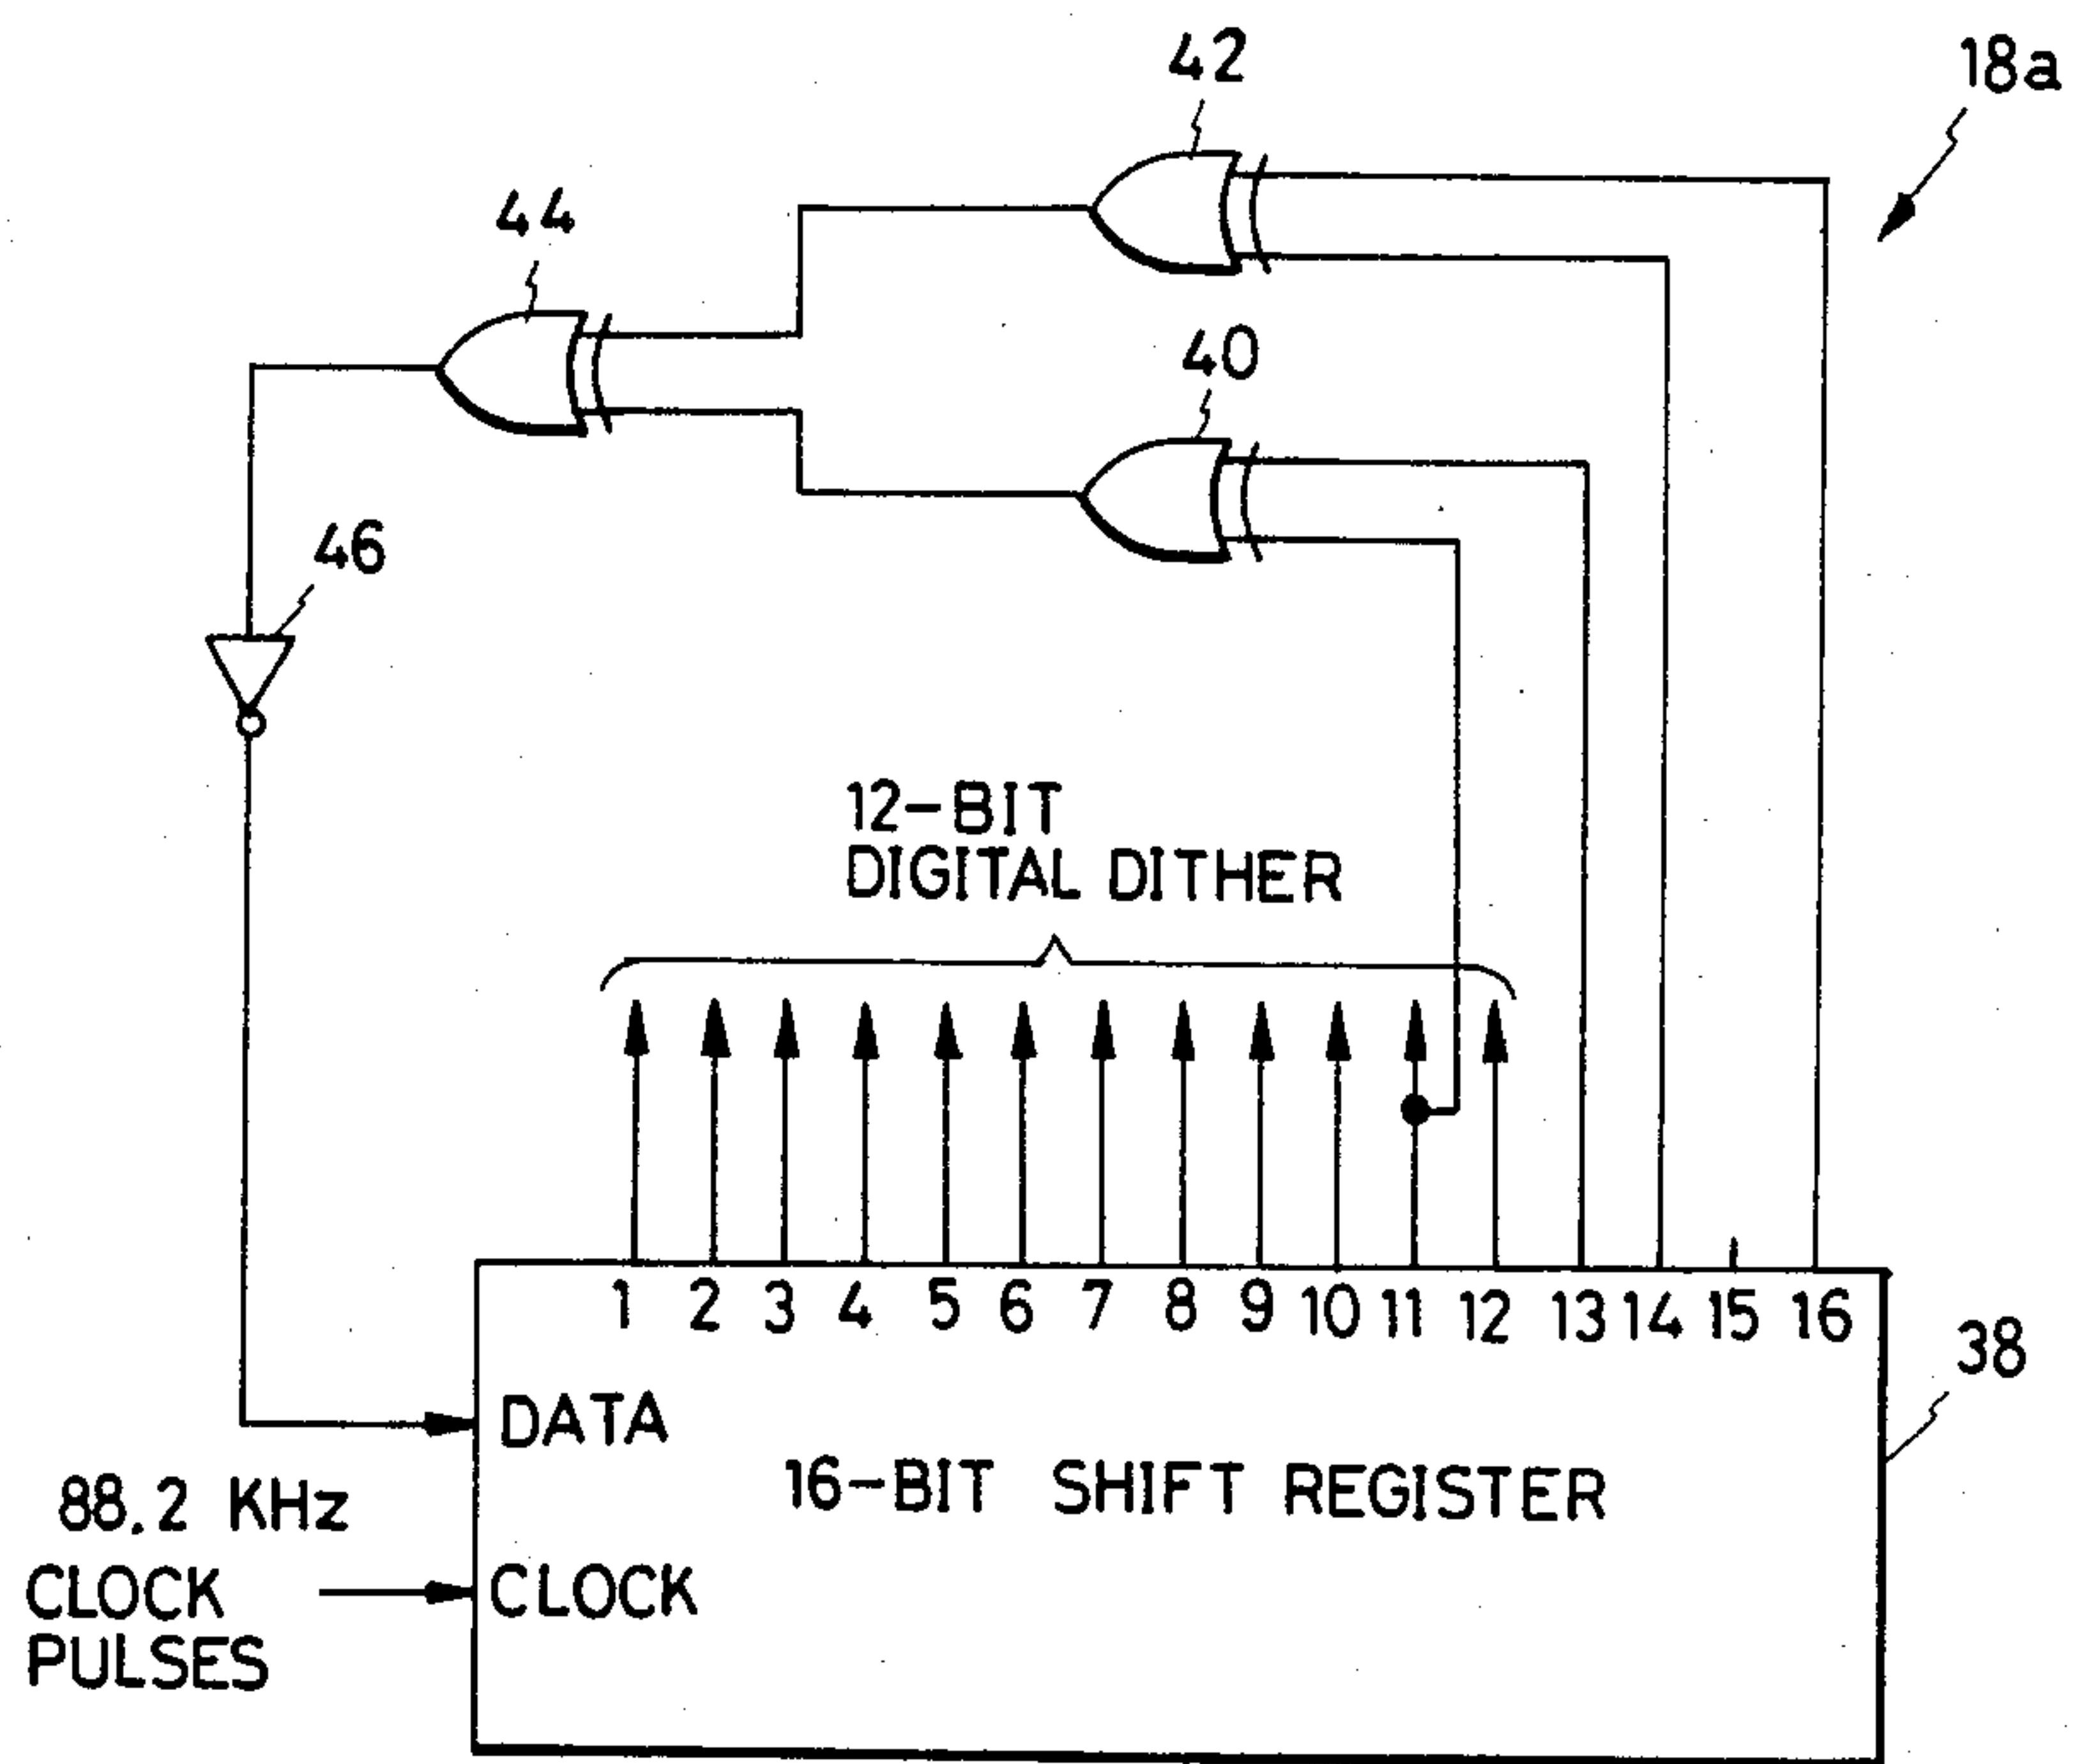 42
18a
44
40
46
12-BIT
DIGITAL DITHER
1 2 3 4 5 6 7 8 9 10 11 12 13 14 15 16
38
DATA
16-BIT SHIFT REGISTER
88.2 KHz
CLOCK
PULSES
CLOCK